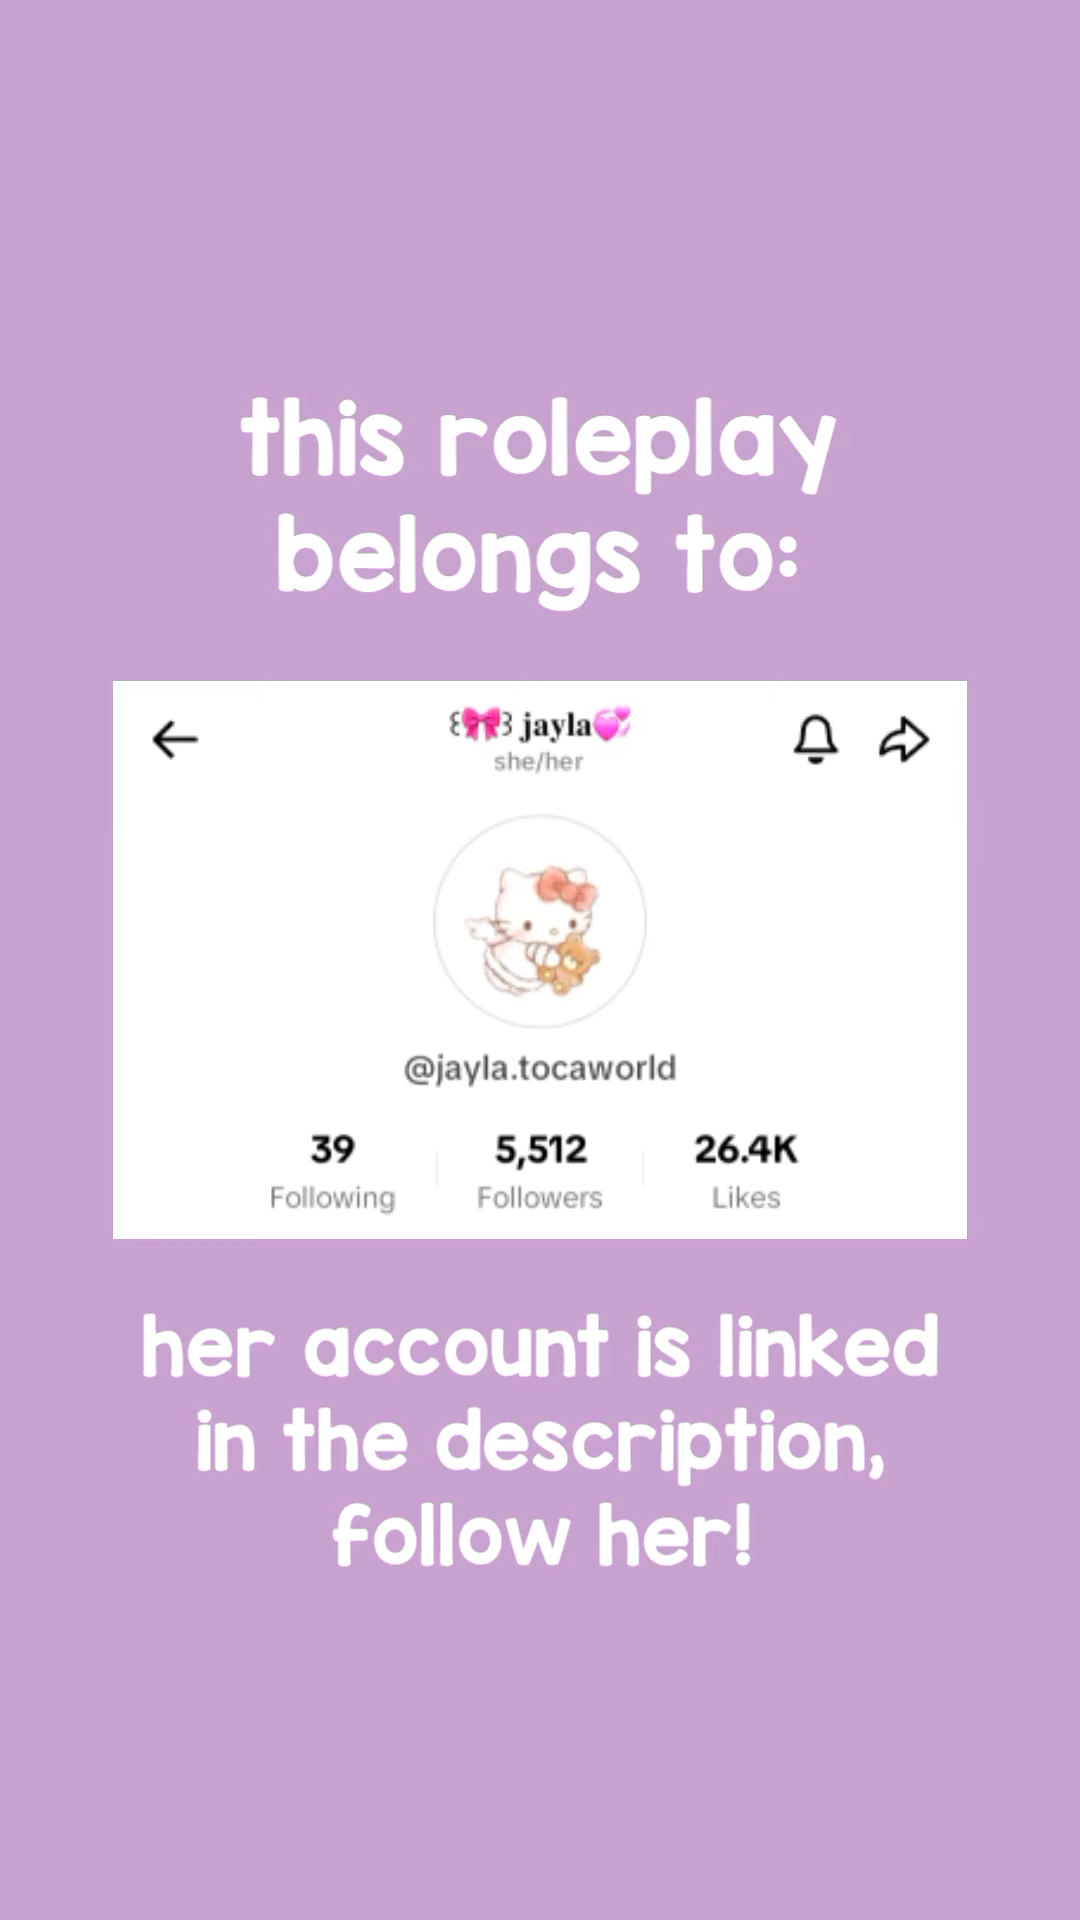 this roleplay
belongs to:
꒰🎀꒱ jayla💞
she/her
@jayla.tocaworld
39 5,512 26.4K
Following Followers Likes
her account is linked
in the description,
follow her!